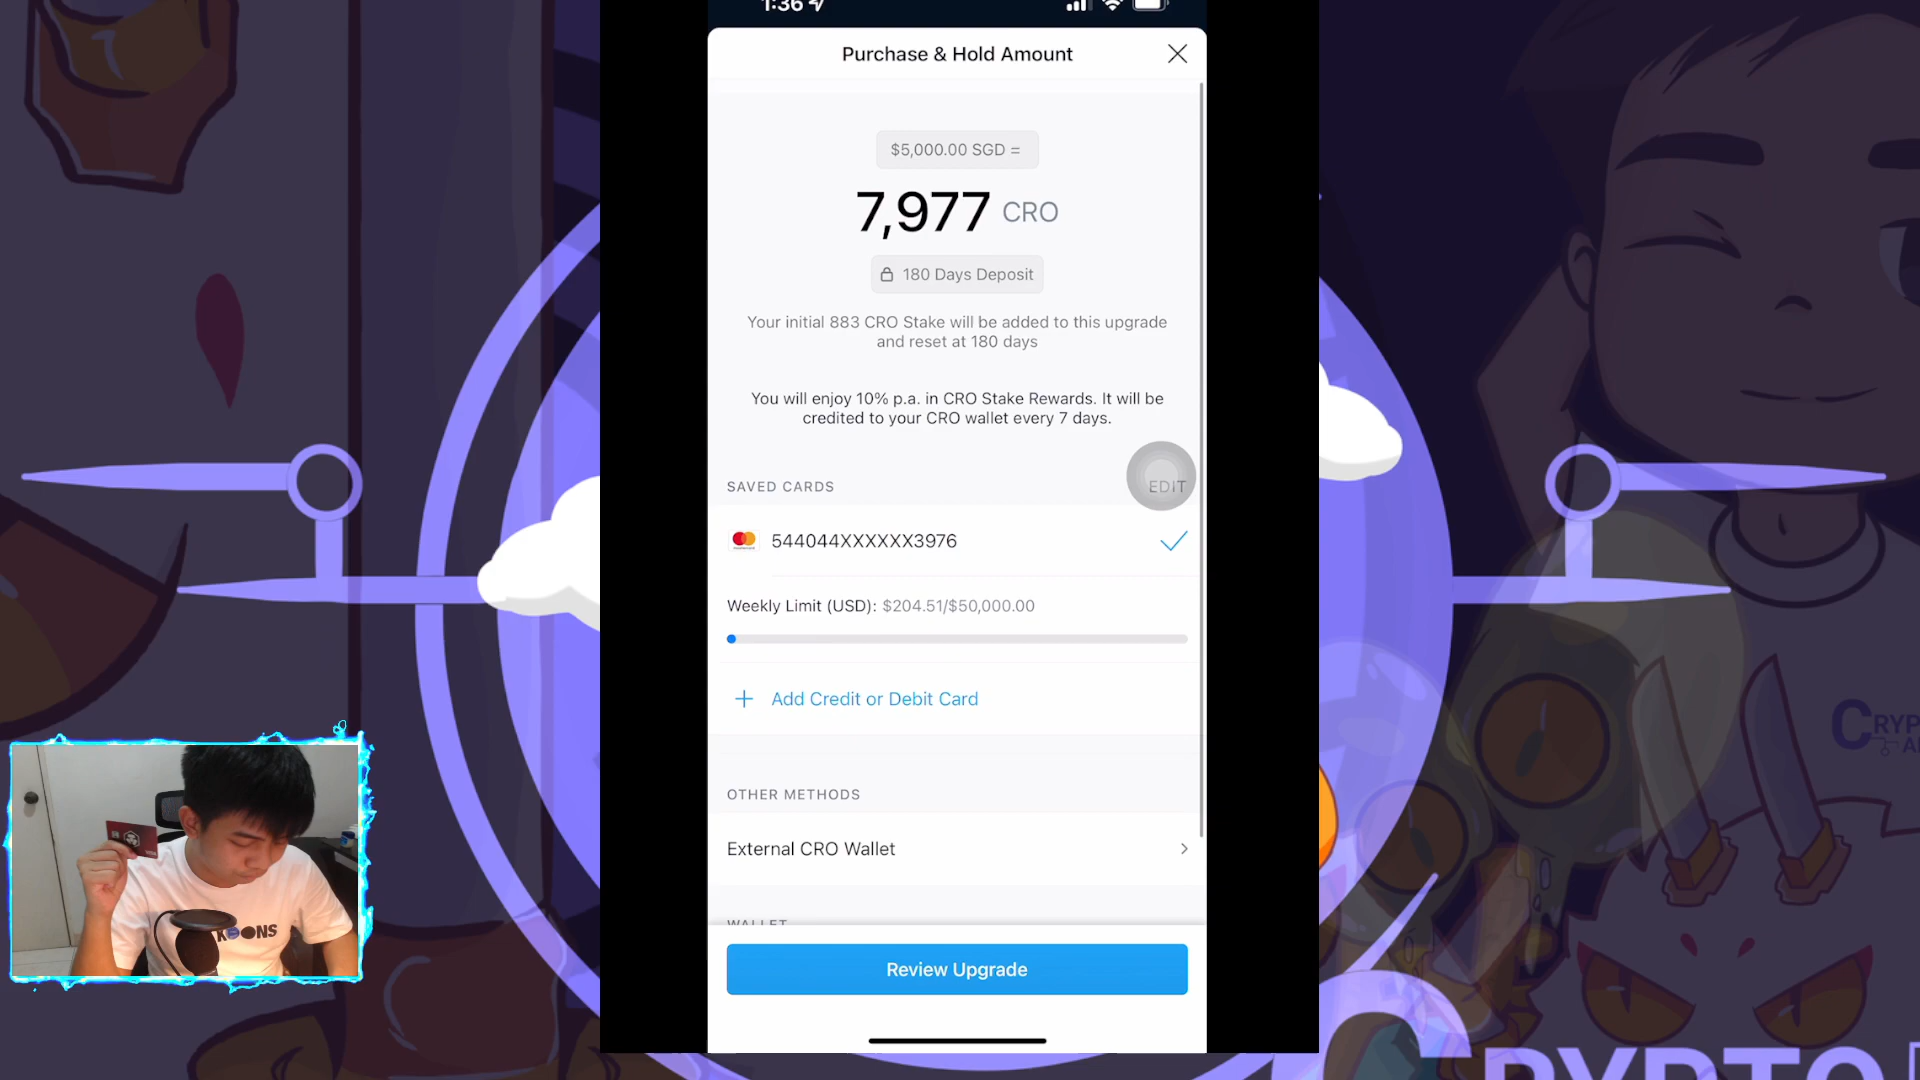 1:36
Purchase & Hold Amount
$5,000.00 SGD =
7,977 CRO
180 Days Deposit
Your initial 883 CRO Stake will be added to this upgrade
and reset at 180 days
You will enjoy 10% p.a. in CRO Stake Rewards. It will be
credited to your CRO wallet every 7 days.
SAVED CARDS
EDIT
544044XXXXXX3976
Weekly Limit (USD): $204.51/$50,000.00
Add Credit or Debit Card
OTHER METHODS
External CRO Wallet
WALLET
Review Upgrade
KOONS